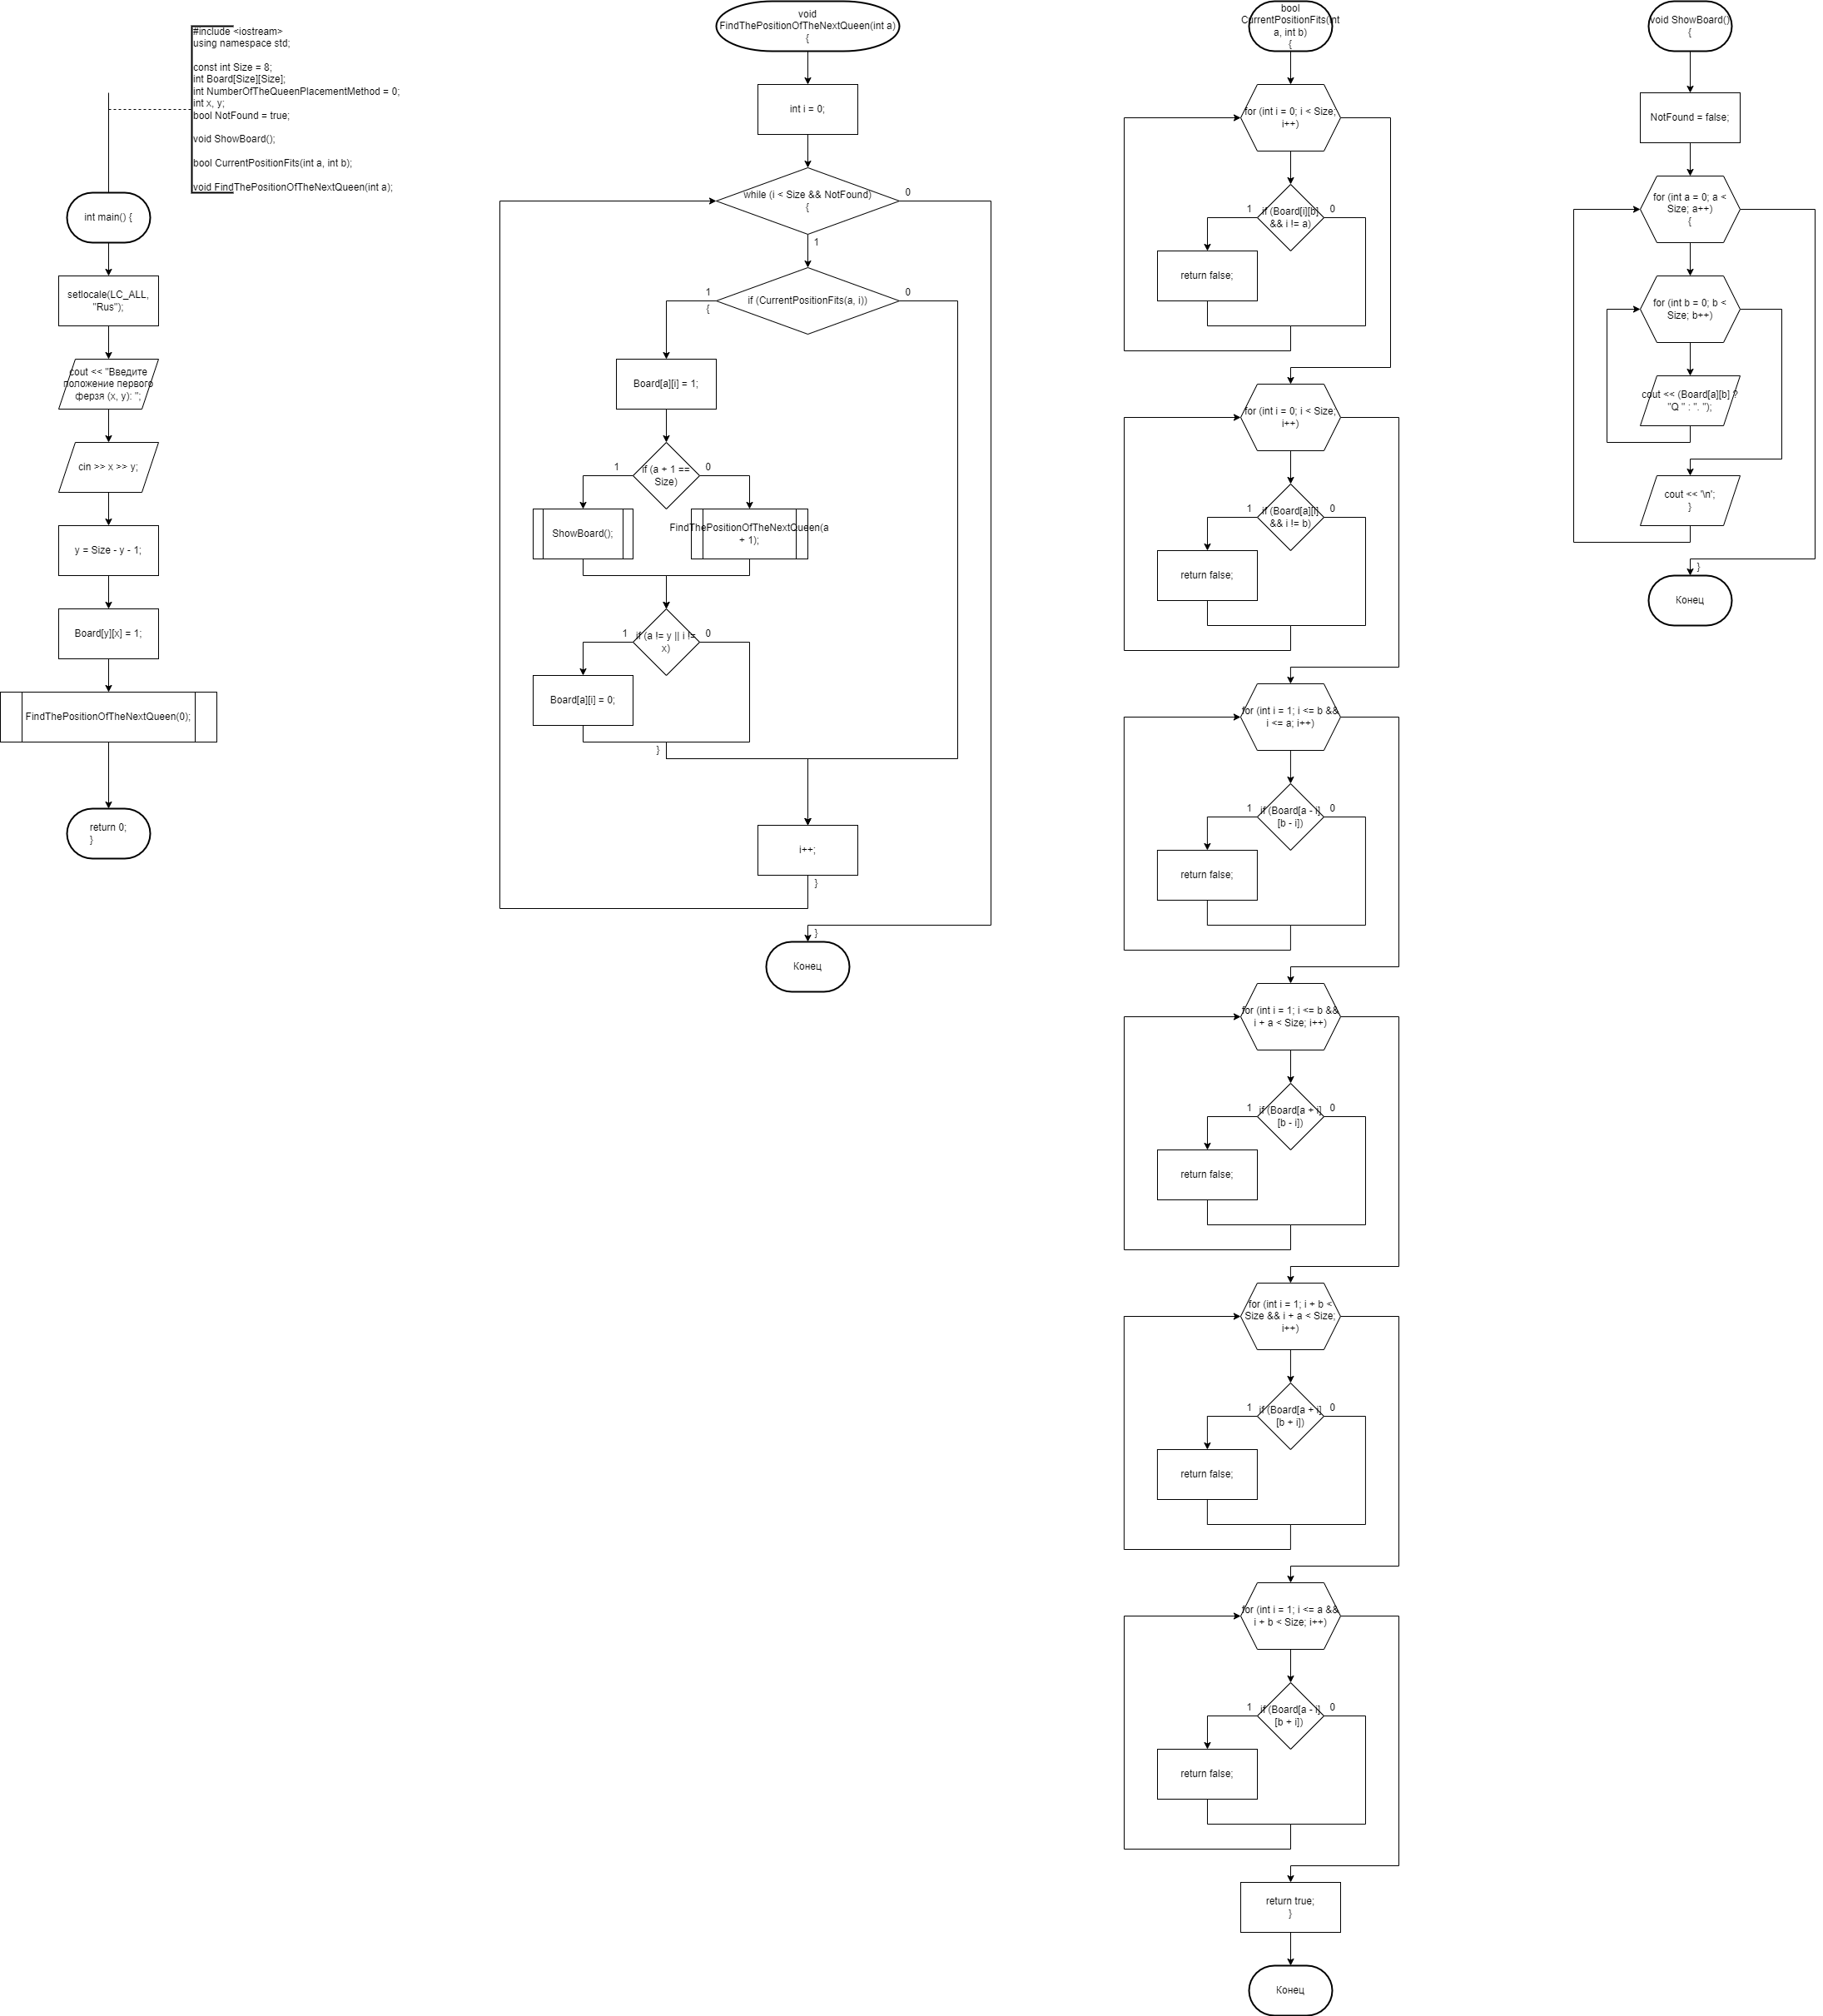 #include <iostream>
using namespace std;
const int Size = 8;
int Board[Size][Size];
int NumberOfTheQueenPlacementMethod = 0;
int x, y;
bool NotFound = true;
void ShowBoard();
bool CurrentPositionFits(int a, int b);
void FindThePositionOfTheNextQueen(int a);
int main() {
setlocale(LC_ALL,
"Rus");
cout << "Введите
положение первого
ферзя (x, y): ";
cin >> x >> y;
y = Size - y - 1;
Board[y][x] = 1;
FindThePositionOfTheNextQueen(0);
return 0;
}
void
FindThePositionOfTheNextQueen(int a)
{
int i = 0;
while (i < Size && NotFound)
{
0
1
if (CurrentPositionFits(a, i))
1
0
{
Board[a][i] = 1;
if (a + 1 ==
Size)
1
0
ShowBoard();
FindThePositionOfTheNextQueen(a
+ 1);
if (a != y || i !=
x)
1
0
Board[a][i] = 0;
}
i++;
}
}
Конец
bool
CurrentPositionFits(int
a, int b)
{
for (int i = 0; i < Size;
i++)
if (Board[i][b]
&& i != a)
1
0
return false;
for (int i = 0; i < Size;
i++)
if (Board[a][i]
&& i != b)
1
0
return false;
for (int i = 1; i <= b &&
i <= a; i++)
if (Board[a - i]
[b - i])
1
0
return false;
for (int i = 1; i <= b &&
i + a < Size; i++)
if (Board[a + i]
[b - i])
1
0
return false;
for (int i = 1; i + b <
Size && i + a < Size;
i++)
if (Board[a + i]
[b + i])
1
0
return false;
for (int i = 1; i <= a &&
i + b < Size; i++)
if (Board[a - i]
[b + i])
1
0
return false;
return true;
}
Конец
void ShowBoard()
{
NotFound = false;
for (int a = 0; a <
Size; a++)
{
for (int b = 0; b <
Size; b++)
cout << (Board[a][b] ?
"Q " : ". ");
cout << '\n';
}
}
Конец